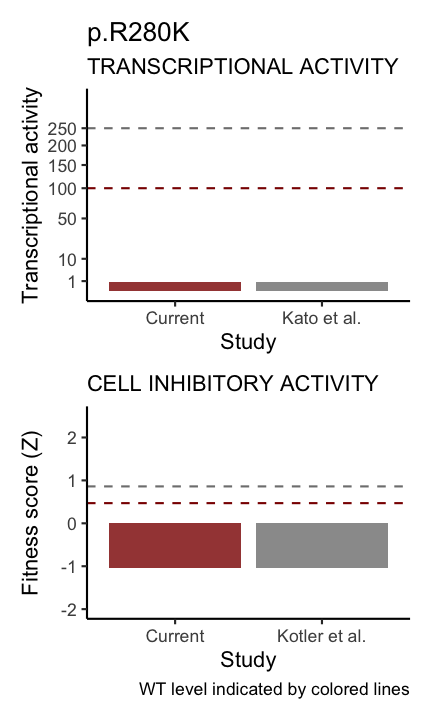 p.R280K
TRANSCRIPTIONAL ACTIVITY
Transcriptional activity
250
200
150
100
50
10
1
Current
Kato et al.
Study
CELL INHIBITORY ACTIVITY
Fitness score (Z)
2
1
0
-1
-2
Current
Kotler et al.
Study
WT level indicated by colored lines